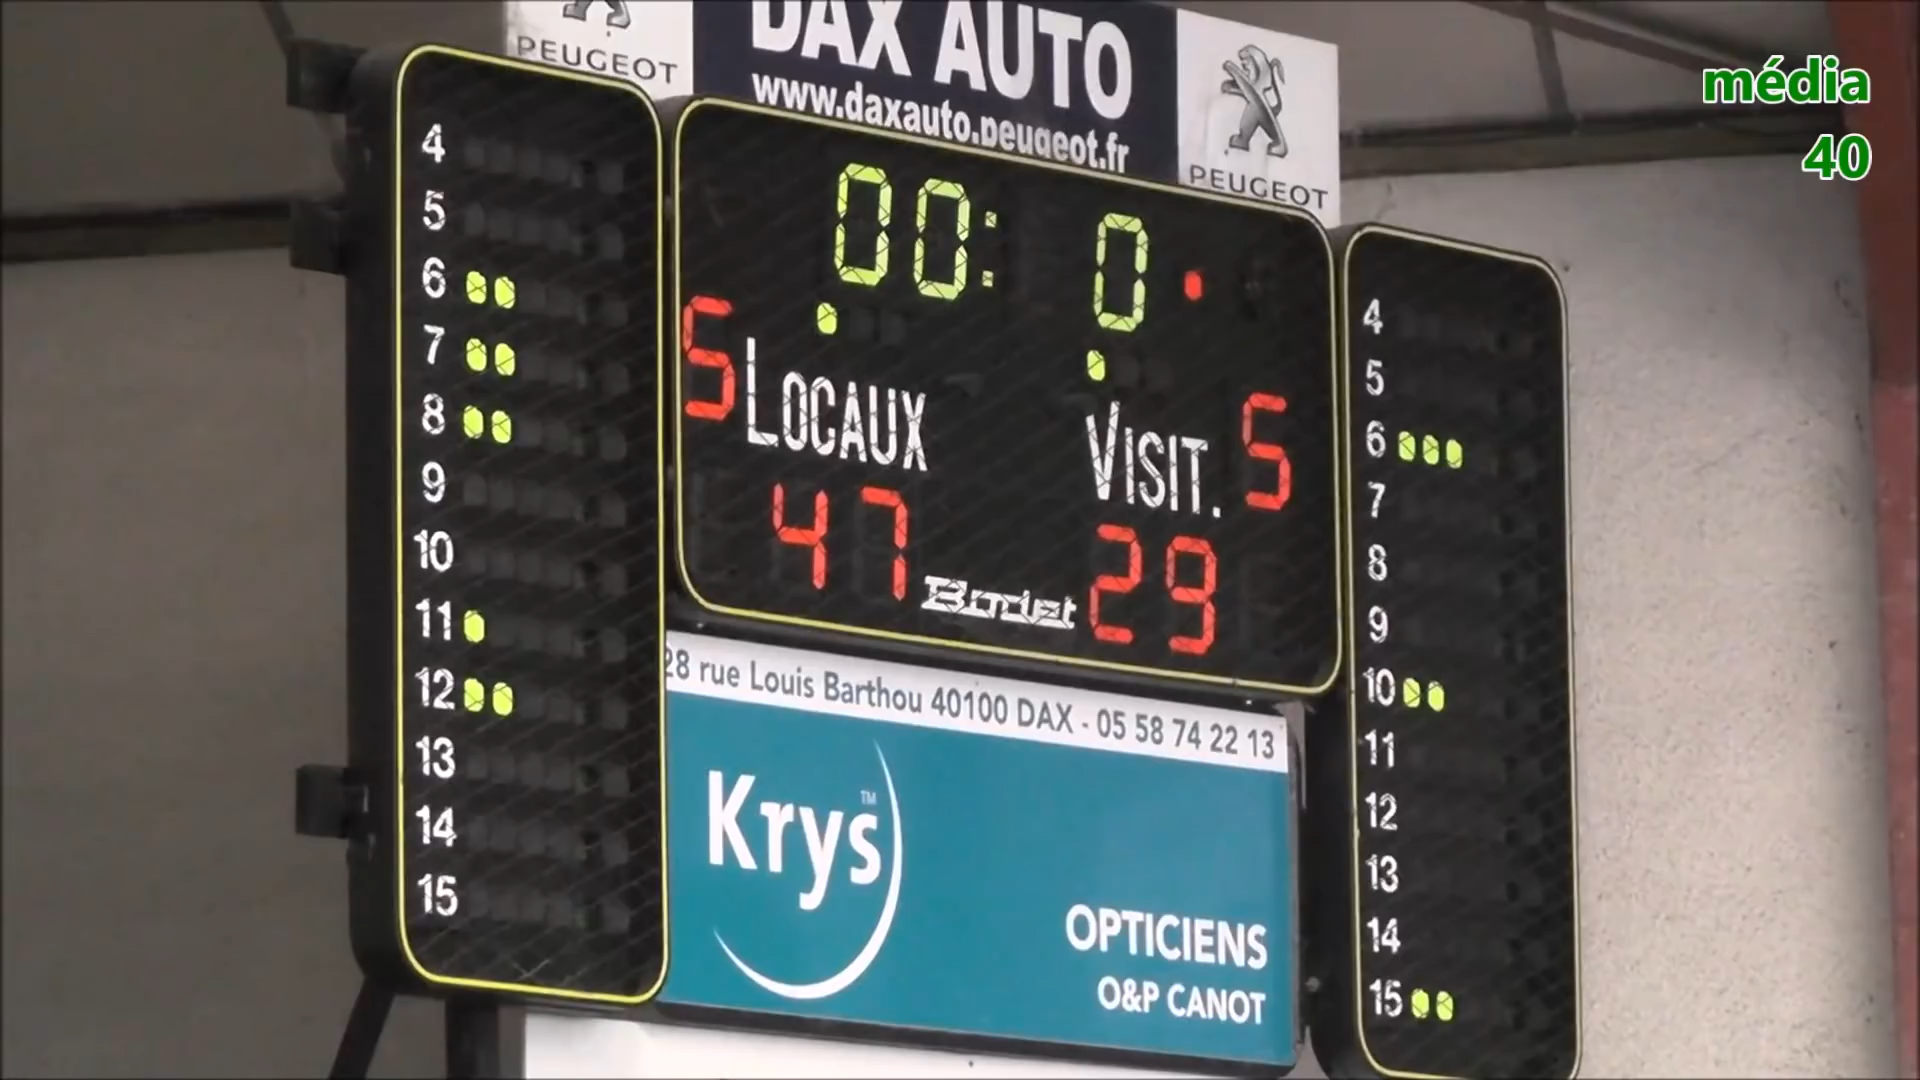 PEUGEOT
DAX AUTO
www.daxauto.peugeot.fr
PEUGEOT
média
40
4
5
6
7
8
9
10
11
12
13
14
15
00: 0
5 LOCAUX
VISIT. 5
47
29
Bodet
28 rue Louis Barthou 40100 DAX - 05 58 74 22 13
Krys™
OPTICIENS
O&P CANOT
4
5
6
7
8
9
10
11
12
13
14
15